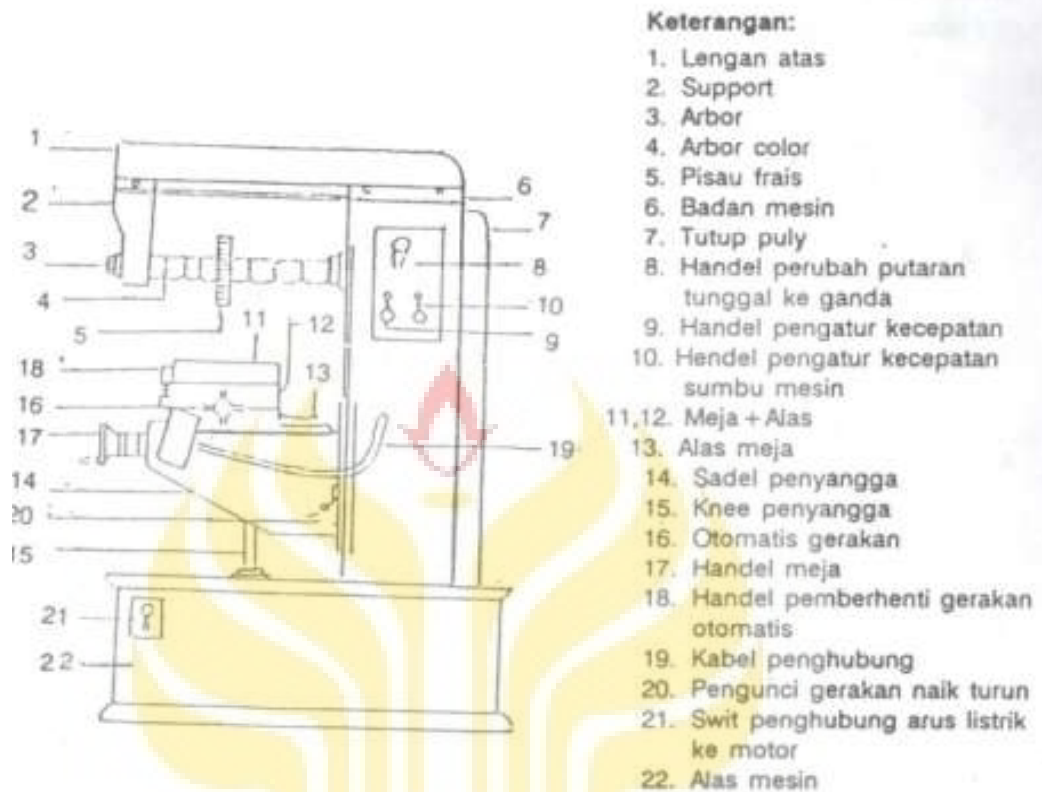 Keterangan:
1. Lengan atas
2. Support
3. Arbor
4. Arbor color
5. Pisau frais
6. Badan mesin
7. Tutup puly
8. Handel perubah putaran
tunggal ke ganda
9. Handel pengatur kecepatan
10. Hendel pengatur kecepatan
sumbu mesin
11,12. Meja + Alas
13. Alas meja
14. Sadel penyangga
15. Knee penyangga
16. Otomatis gerakan
17. Handel meja
18. Handel pemberhenti gerakan
otomatis
19. Kabel penghubung
20. Pengunci gerakan naik turun
21. Swit penghubung arus listrik
ke motor
22. Alas mesin
1
2
3
4
5
6
7
8
10
9
11
12
13
18
16
17
19
14
20
15
21
22